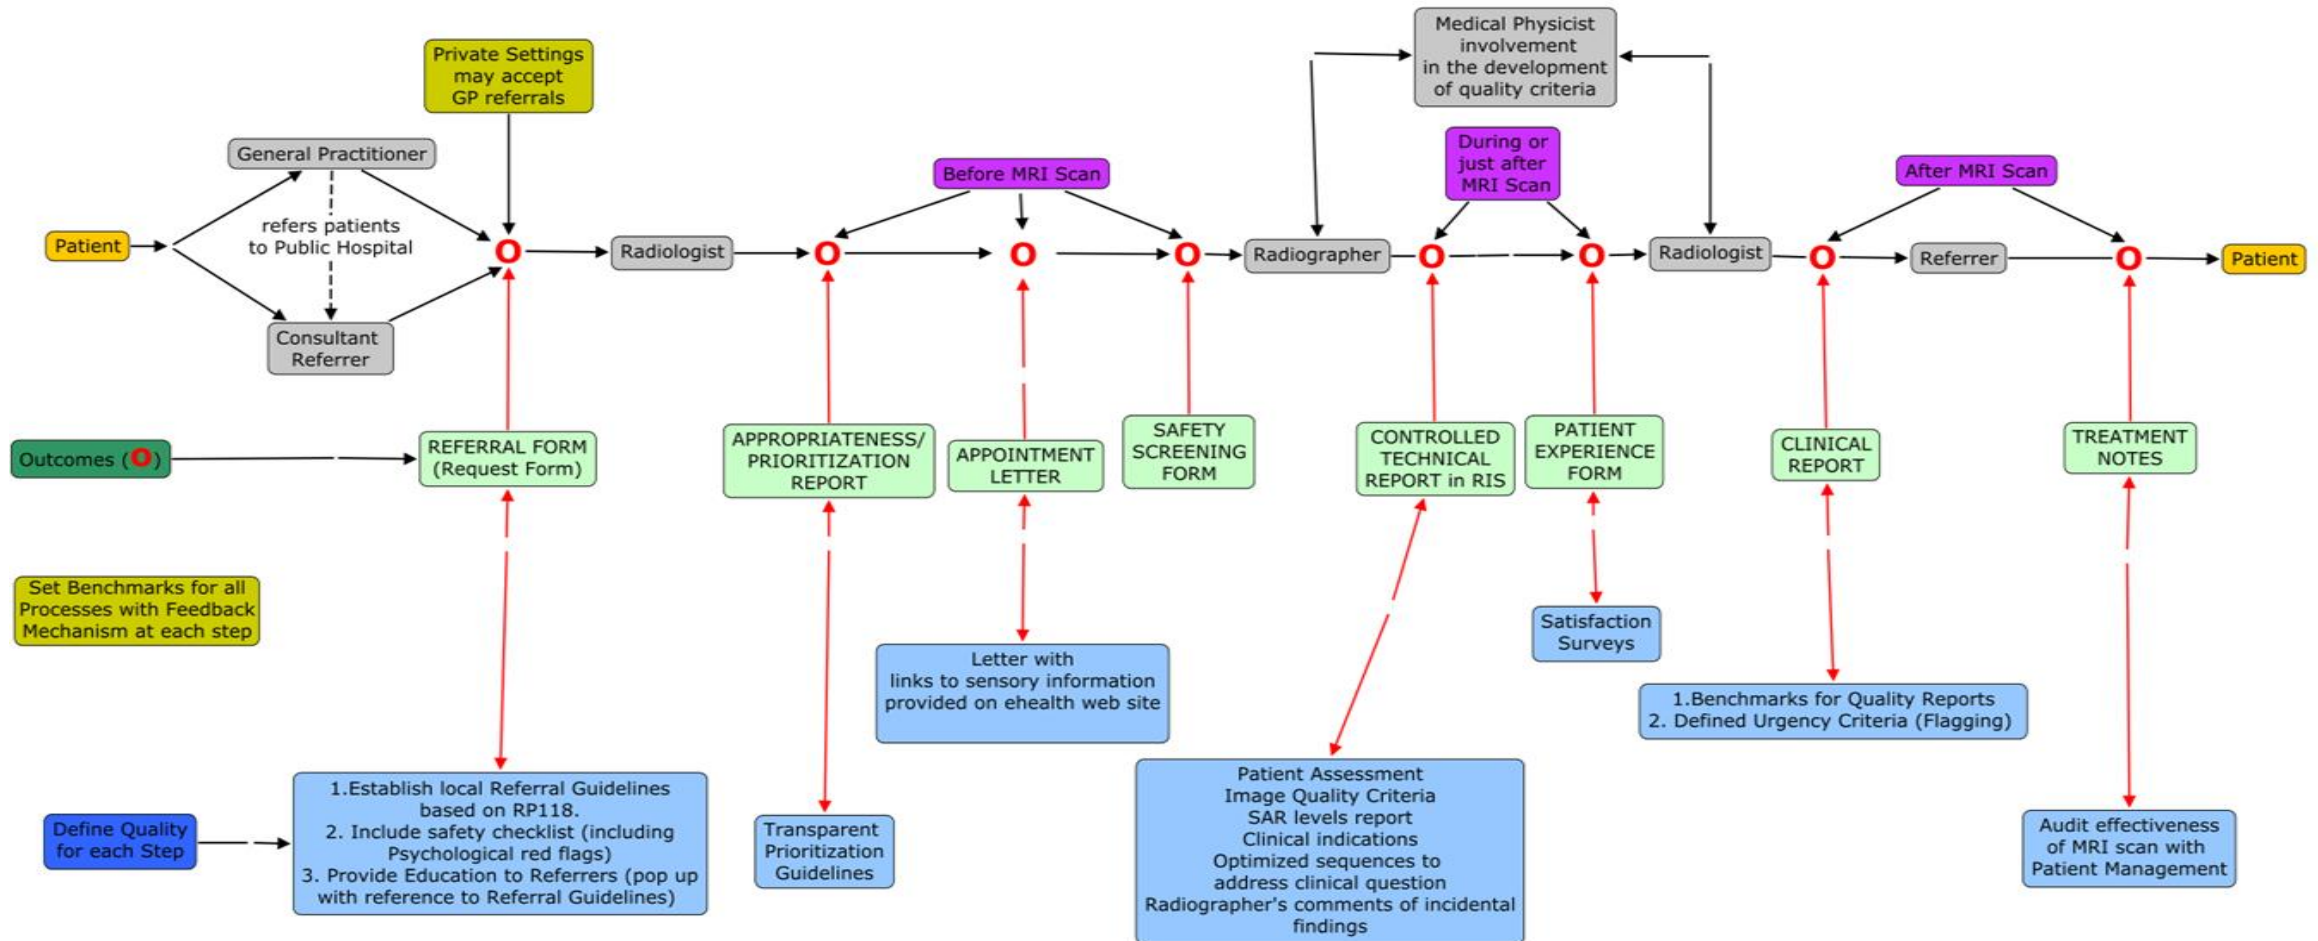 Medical Physicist
involvement
in the development
of quality criteria
Private Settings
may accept
GP referrals
During or
just after
MRI Scan
General Practitioner
Before MRI Scan
After MRI Scan
refers patients
to Public Hospital
Patient
O
Radiologist
O
O
O
Radiographer
O
O
Radiologist
O
Referrer
O
Patient
Consultant
Referrer
Outcomes (O)
REFERRAL FORM
(Request Form)
APPROPRIATENESS/
PRIORITIZATION
REPORT
APPOINTMENT
LETTER
SAFETY
SCREENING
FORM
CONTROLLED
TECHNICAL
REPORT in RIS
PATIENT
EXPERIENCE
FORM
CLINICAL
REPORT
TREATMENT
NOTES
Set Benchmarks for all
Processes with Feedback
Mechanism at each step
Satisfaction
Surveys
Letter with
links to sensory information
provided on ehealth web site
1.Benchmarks for Quality Reports
2. Defined Urgency Criteria (Flagging)
Define Quality
for each Step
1.Establish local Referral Guidelines
based on RP118.
2. Include safety checklist (including
Psychological red flags)
3. Provide Education to Referrers (pop up
with reference to Referral Guidelines)
Transparent
Prioritization
Guidelines
Patient Assessment
Image Quality Criteria
SAR levels report
Clinical indications
Optimized sequences to
address clinical question
Radiographer's comments of incidental
findings
Audit effectiveness
of MRI scan with
Patient Management